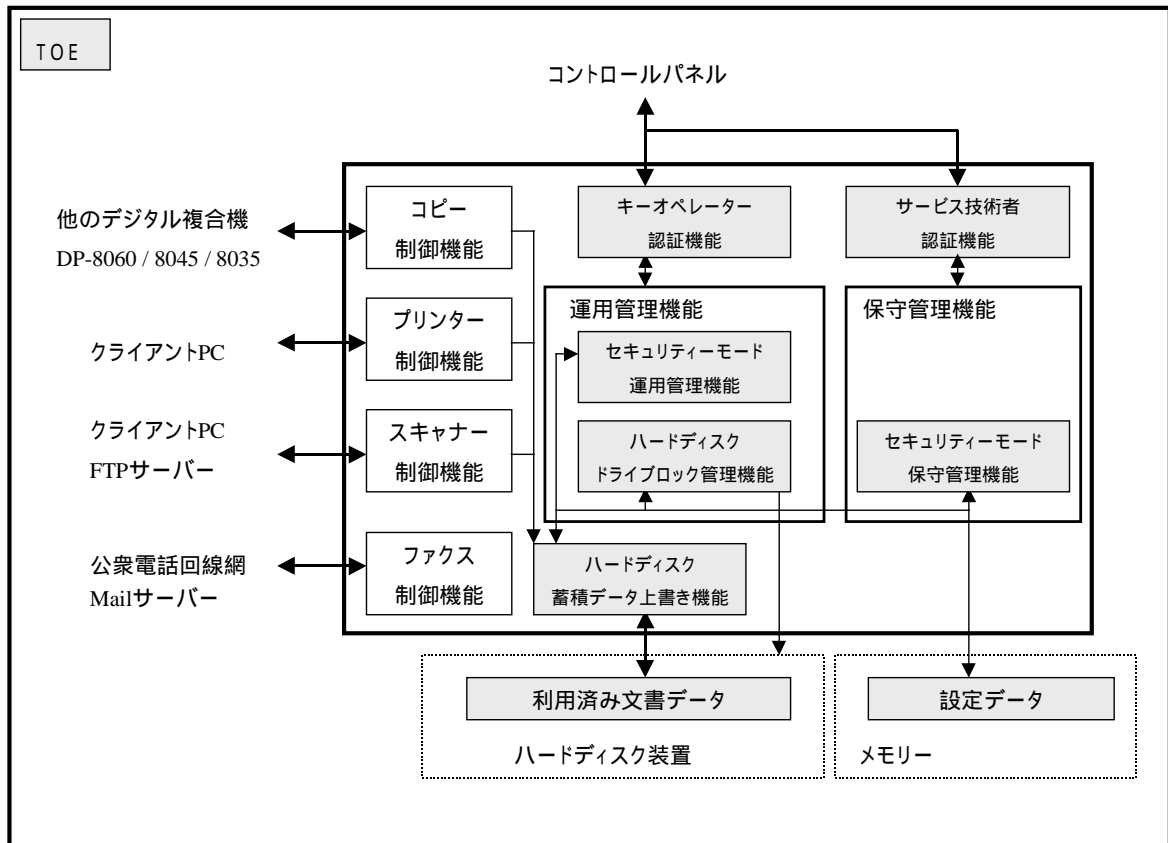 TOE
コントロールパネル
他のデジタル複合機
DP-8060 / 8045 / 8035
クライアントPC
クライアントPC
FTPサーバー
公衆電話回線網
Mailサーバー
コピー
制御機能
プリンター
制御機能
スキャナー
制御機能
ファクス
制御機能
キーオペレーター
認証機能
サービス技術者
認証機能
運用管理機能
セキュリティーモード
運用管理機能
ハードディスク
ドライブロック管理機能
保守管理機能
セキュリティーモード
保守管理機能
ハードディスク
蓄積データ上書き機能
利用済み文書データ
ハードディスク装置
設定データ
メモリー